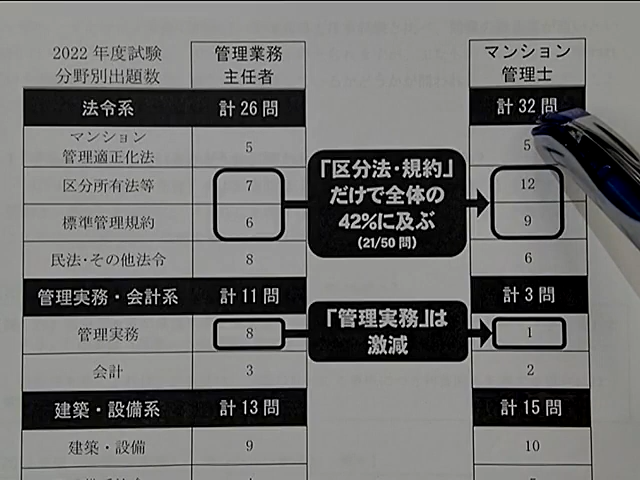 2022 年度試験
分野別出題数
管理業務
主任者
マンション
管理士
法令系 計 26 問 計 32 問
マンション
管理適正化法 5 5
区分所有法等 7 12
標準管理規約 6 9
民法・その他法令 8 6
「区分法・規約」
だけで全体の
42%に及ぶ
(21/50 問)
管理実務・会計系 計 11 問 計 3 問
管理実務 8 1
「管理実務」は
激減
会計 3 2
建築・設備系 計 13 問 計 15 問
建築・設備 9 10